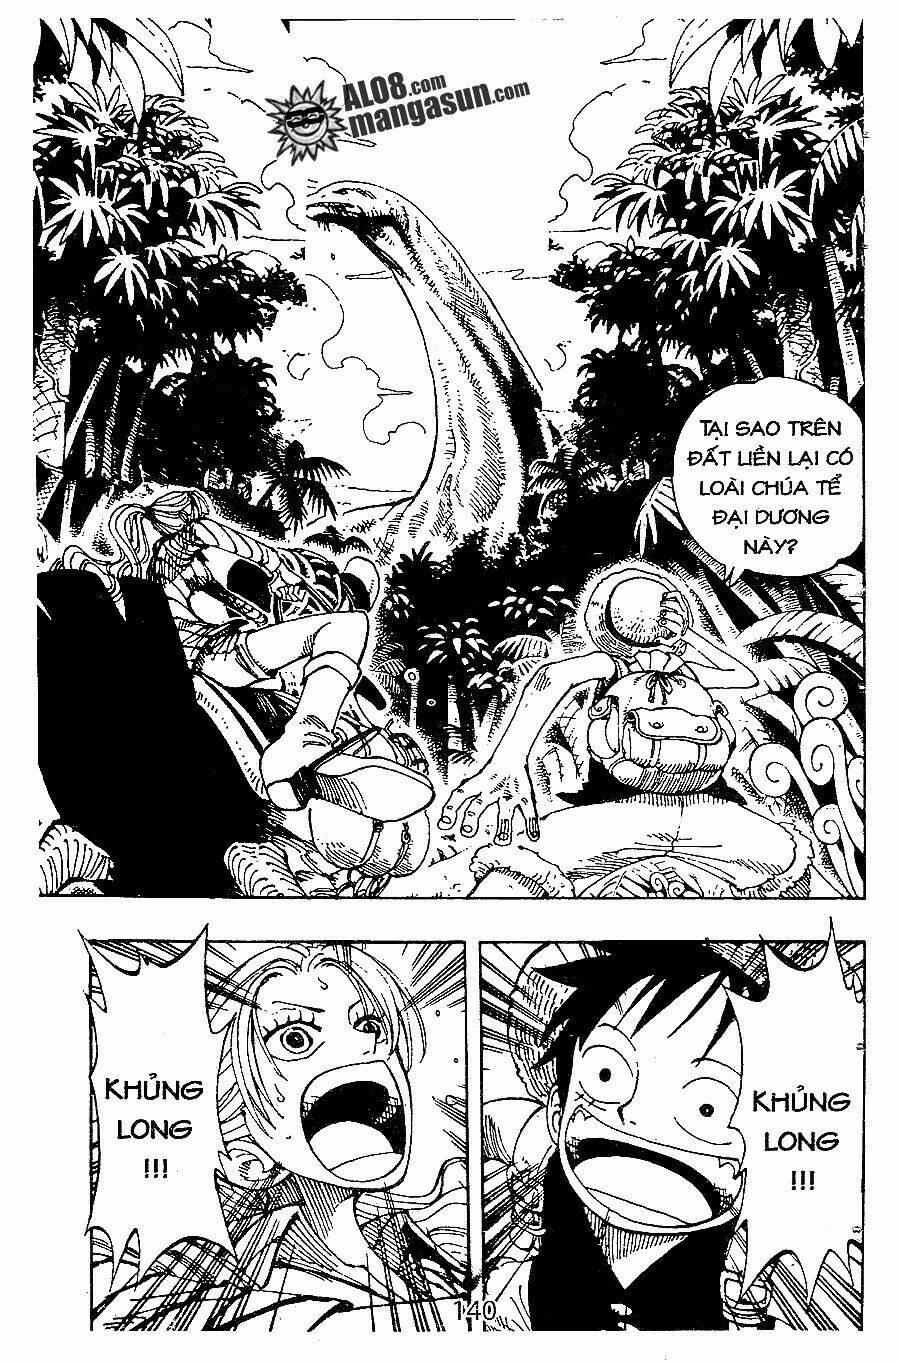 ALO8.com
mangasun.com
TẠI SAO TRÊN
ĐẤT LIỀN LẠI CÓ
LOÀI CHÚA TỂ
ĐẠI DƯƠNG
NÀY?
KHỦNG
LONG
!!!
KHỦNG
LONG
!!!
140